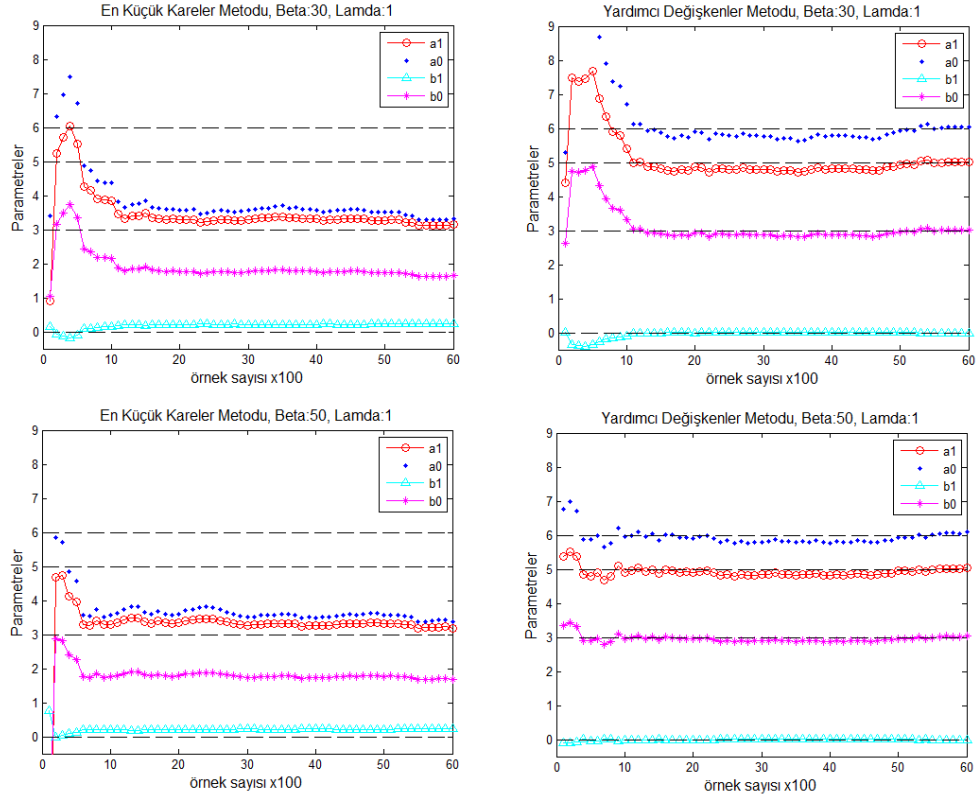 En Küçük Kareler Metodu, Beta:30, Lamda:1
9
8
7
6
5
4
3
2
1
0
Parametreler
a1
a0
b1
b0
0 10 20 30 40 50 60
örnek sayısı x100
Yardımcı Değişkenler Metodu, Beta:30, Lamda:1
9
8
7
6
5
4
3
2
1
0
Parametreler
a1
a0
b1
b0
0 10 20 30 40 50 60
örnek sayısı x100
En Küçük Kareler Metodu, Beta:50, Lamda:1
9
8
7
6
5
4
3
2
1
0
Parametreler
a1
a0
b1
b0
0 10 20 30 40 50 60
örnek sayısı x100
Yardımcı Değişkenler Metodu, Beta:50, Lamda:1
9
8
7
6
5
4
3
2
1
0
Parametreler
a1
a0
b1
b0
0 10 20 30 40 50 60
örnek sayısı x100